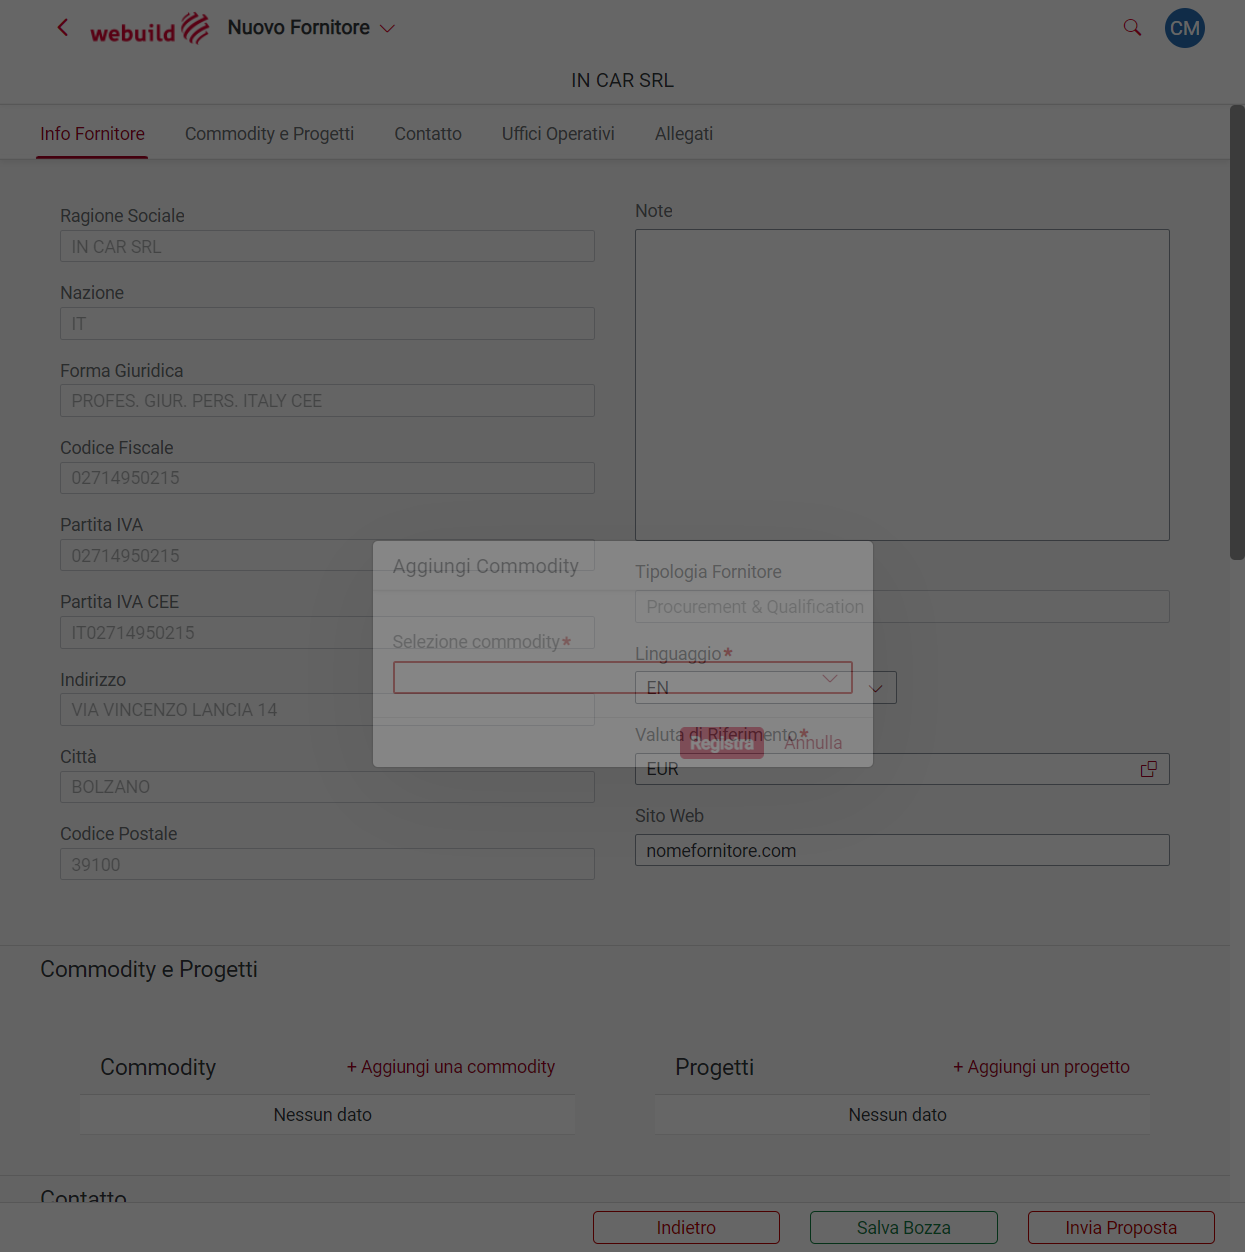 webuild Nuovo Fornitore
CM
IN CAR SRL
Info Fornitore Commodity e Progetti Contatto Uffici Operativi Allegati
Ragione Sociale
IN CAR SRL
Nazione
IT
Forma Giuridica
PROFES. GIUR. PERS. ITALY CEE
Codice Fiscale
02714950215
Partita IVA
02714950215
Partita IVA CEE
IT02714950215
Indirizzo
VIA VINCENZO LANCIA 14
Città
BOLZANO
Codice Postale
39100
Note
Tipologia Fornitore
Procurement & Qualification
Linguaggio*
EN
Valuta di Riferimento*
EUR
Sito Web
nomefornitore.com
Aggiungi Commodity
Selezione commodity*
Registra Annulla
Commodity e Progetti
Commodity + Aggiungi una commodity
Nessun dato
Progetti + Aggiungi un progetto
Nessun dato
Contatto
Indietro Salva Bozza Invia Proposta